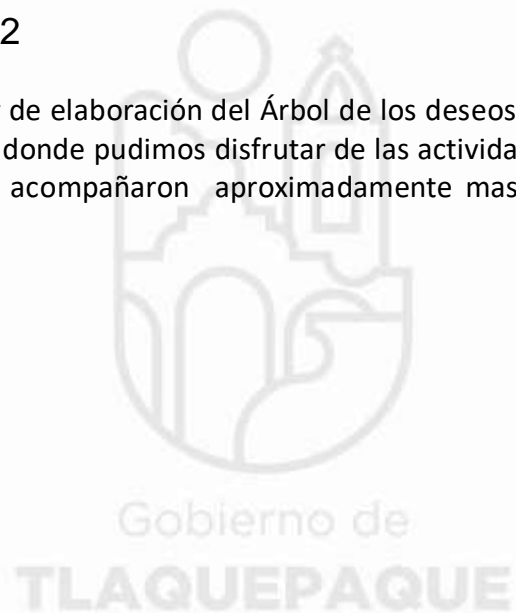 2
de elaboración del Árbol de los deseos
donde pudimos disfrutar de las activida
acompañaron aproximadamente mas
Gobierno de
TLAQUEPAQUE